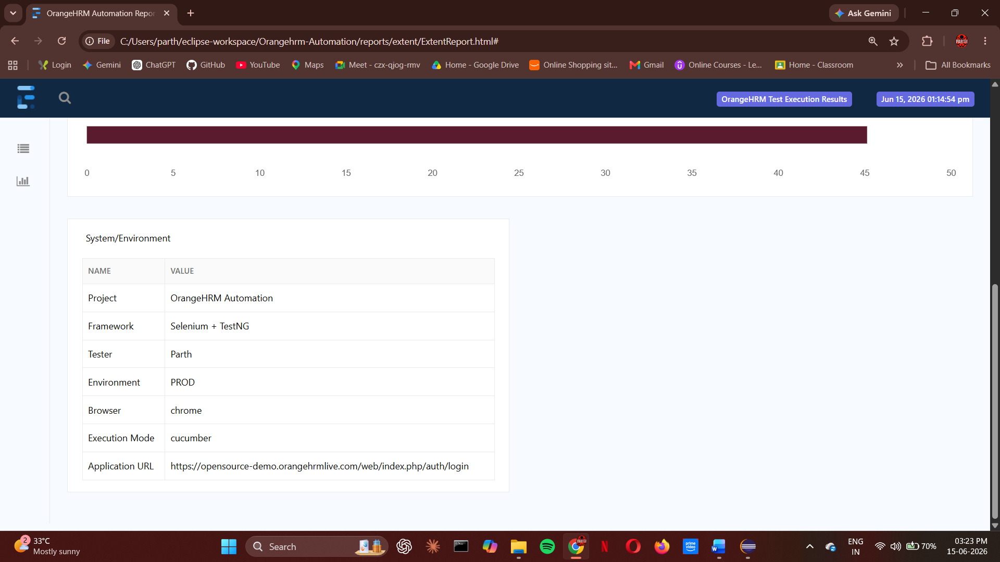 OrangeHRM Automation Repor
Ask Gemini
File
C:/Users/parth/eclipse-workspace/Orangehrm-Automation/reports/extent/ExtentReport.html#
Login
Gemini
ChatGPT
GitHub
YouTube
Maps
Meet - czx-qjog-rmv
Home - Google Drive
Online Shopping sit...
Gmail
Online Courses - Le...
Home - Classroom
All Bookmarks
OrangeHRM Test Execution Results
Jun 15, 2026 01:14:54 pm
0 5 10 15 20 25 30 35 40 45 50
System/Environment
NAME VALUE
Project OrangeHRM Automation
Framework Selenium + TestNG
Tester Parth
Environment PROD
Browser chrome
Execution Mode cucumber
Application URL https://opensource-demo.orangehrmlive.com/web/index.php/auth/login
2
33°C
Mostly sunny
Search
prime video
ENG
IN
70%
03:23 PM
15-06-2026